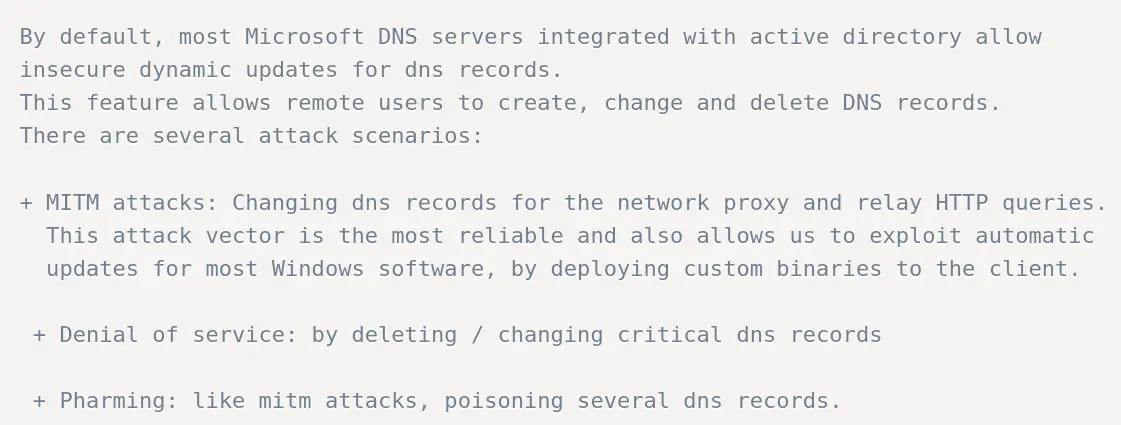 By default, most Microsoft DNS servers integrated with active directory allow
insecure dynamic updates for dns records.
This feature allows remote users to create, change and delete DNS records.
There are several attack scenarios:
+ MITM attacks: Changing dns records for the network proxy and relay HTTP queries.
This attack vector is the most reliable and also allows us to exploit automatic
updates for most Windows software, by deploying custom binaries to the client.
+ Denial of service: by deleting / changing critical dns records
+ Pharming: like mitm attacks, poisoning several dns records.